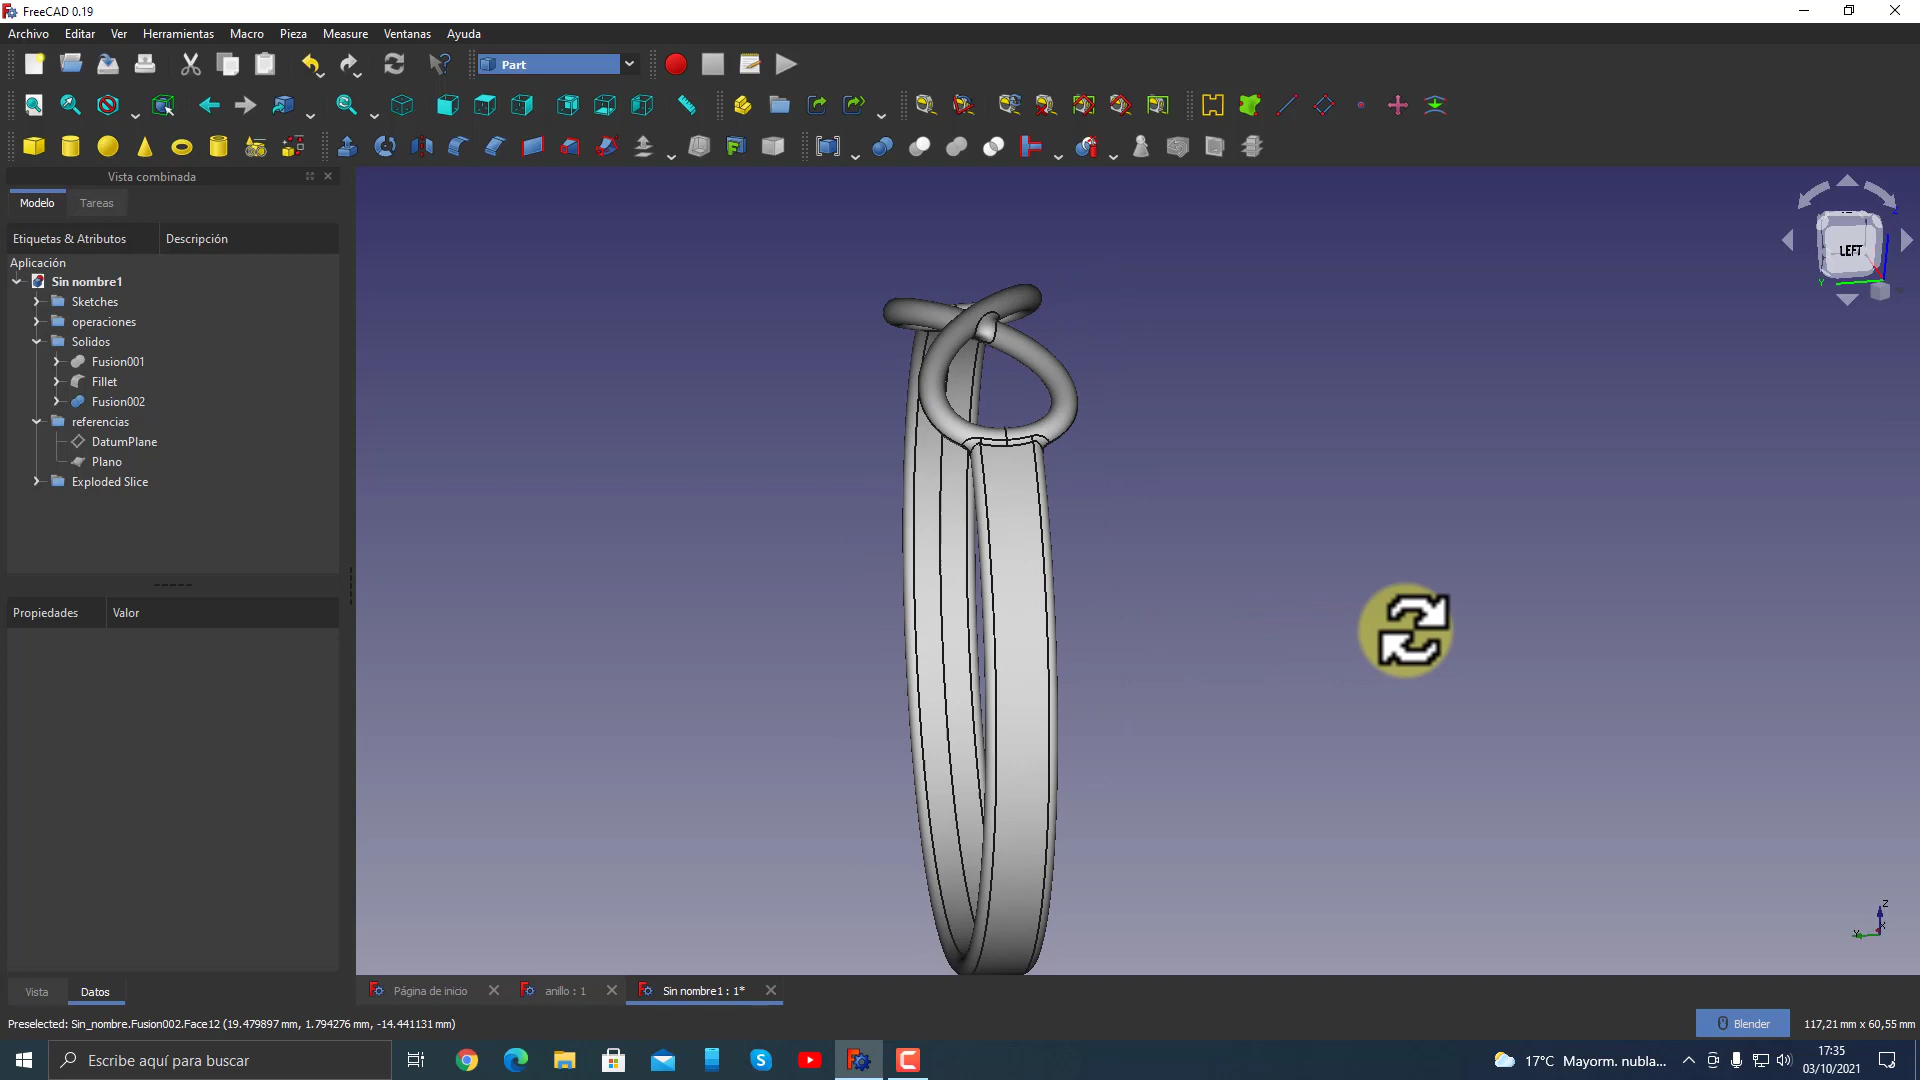 FreeCAD 0.19
Archivo Editar Ver Herramientas Macro Pieza Measure Ventanas Ayuda
Part
Vista combinada
Modelo Tareas
Etiquetas & Atributos Descripción
Aplicación
Sin nombre1
Sketches
operaciones
Solidos
Fusion001
Fillet
Fusion002
referencias
DatumPlane
Plano
Exploded Slice
Propiedades Valor
LEFT
Z
Y
Z
X
Y
Vista Datos
Página de inicio anillo : 1 Sin nombre1 : 1*
Preselected: Sin_nombre.Fusion002.Face12 (19.479897 mm, 1.794276 mm, -14.441131 mm)
Blender 117,21 mm x 60,55 mm
Escribe aquí para buscar
17°C Mayorm. nubla...
17:35
03/10/2021